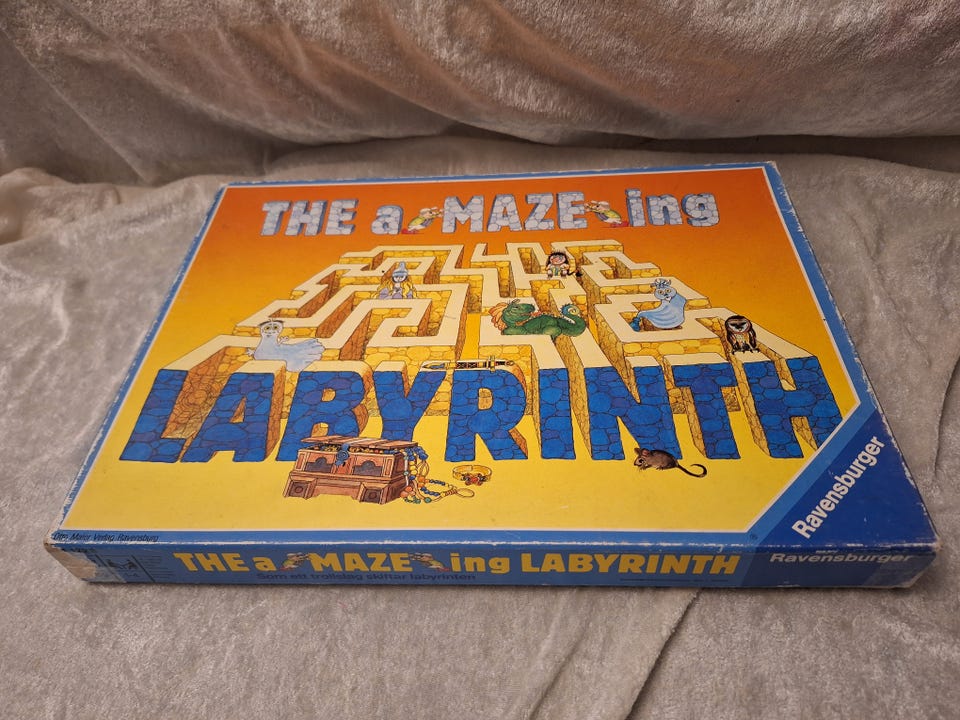 THE a MAZE ing
LABYRINTH
Ravensburger
Otto Maier Verlag Ravensburg
THE a MAZE ing LABYRINTH
Ravensburger
Som ett trollslag skiftar labyrinten